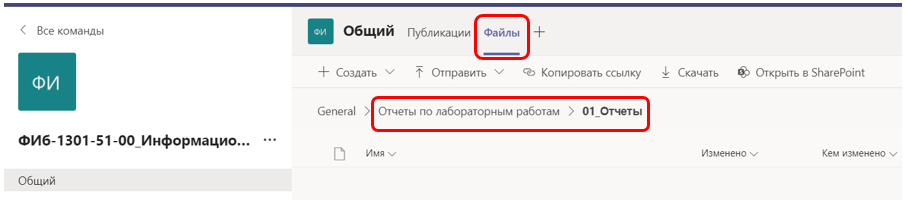 Все команды
ФИ
ФИб-1301-51-00_Информацио... ...
Общий
ФИ Общий Публикации Файлы
Создать Отправить Копировать ссылку Скачать Открыть в SharePoint
General > Отчеты по лабораторным работам > 01_Отчеты
Имя Изменено Кем изменено